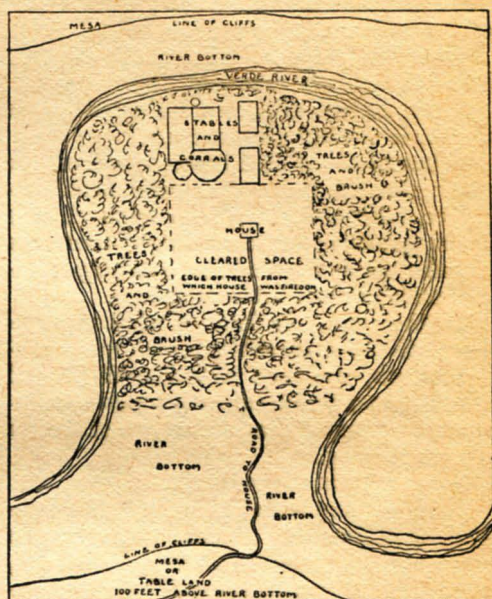 MESA
LINE OF CLIFFS
RIVER BOTTOM
VERDE RIVER
STABLES
AND
CORRALS
TREES
AND
BRUSH
HOUSE
CLEARED SPACE
EDGE OF TREES FROM
WHICH HOUSE WAS FIRED ON
TREES
AND
BRUSH
RIVER
BOTTOM
ROAD TO HOUSE
RIVER
BOTTOM
LINE OF CLIFFS
MESA
OR
TABLE LAND
100 FEET ABOVE RIVER BOTTOM